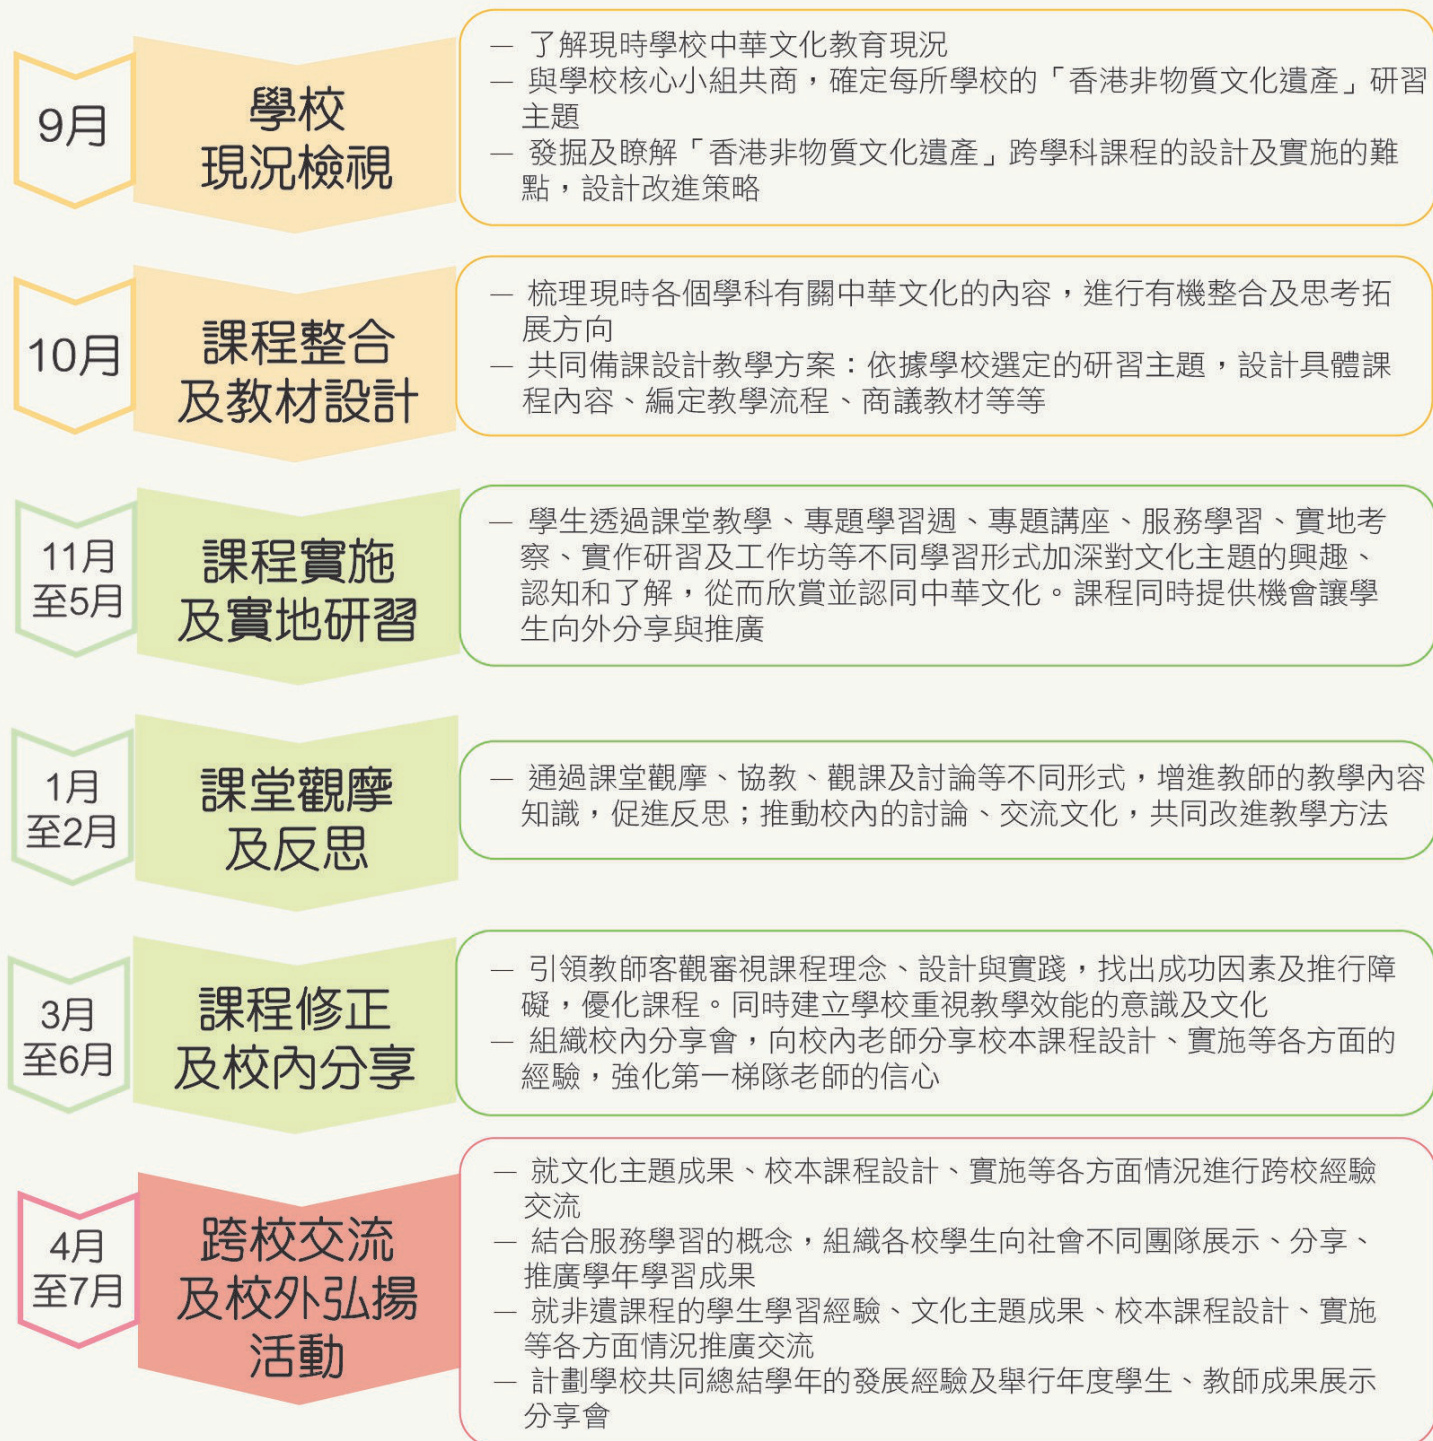 9月
學校
現況檢視
— 了解現時學校中華文化教育現況
— 與學校核心小組共商，確定每所學校的「香港非物質文化遺產」研習
主題
— 發掘及瞭解「香港非物質文化遺產」跨學科課程的設計及實施的難
點，設計改進策略
10月
課程整合
及教材設計
— 梳理現時各個學科有關中華文化的內容，進行有機整合及思考拓
展方向
— 共同備課設計教學方案：依據學校選定的研習主題，設計具體課
程內容、編定教學流程、商議教材等等
11月
至5月
課程實施
及實地研習
— 學生透過課堂教學、專題學習週、專題講座、服務學習、實地考
察、實作研習及工作坊等不同學習形式加深對文化主題的興趣、
認知和了解，從而欣賞並認同中華文化。課程同時提供機會讓學
生向外分享與推廣
1月
至2月
課堂觀摩
及反思
— 通過課堂觀摩、協教、觀課及討論等不同形式，增進教師的教學內容
知識，促進反思；推動校內的討論、交流文化，共同改進教學方法
3月
至6月
課程修正
及校內分享
— 引領教師客觀審視課程理念、設計與實踐，找出成功因素及推行障
礙，優化課程。同時建立學校重視教學效能的意識及文化
— 組織校內分享會，向校內老師分享校本課程設計、實施等各方面的
經驗，強化第一梯隊老師的信心
4月
至7月
跨校交流
及校外弘揚
活動
— 就文化主題成果、校本課程設計、實施等各方面情況進行跨校經驗
交流
— 結合服務學習的概念，組織各校學生向社會不同團隊展示、分享、
推廣學年學習成果
— 就非遺課程的學生學習經驗、文化主題成果、校本課程設計、實施
等各方面情況推廣交流
— 計劃學校共同總結學年的發展經驗及舉行年度學生、教師成果展示
分享會